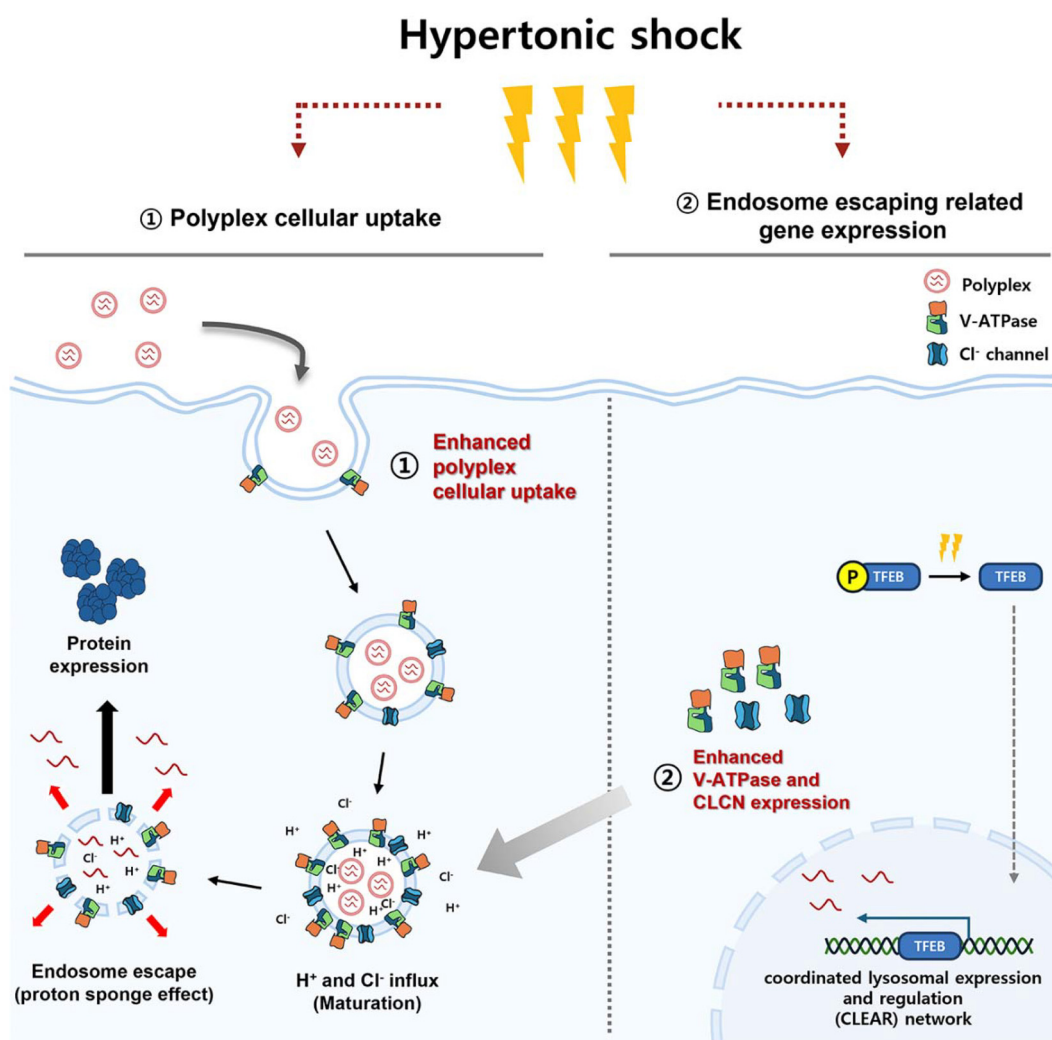 Hypertonic shock
① Polyplex cellular uptake
② Endosome escaping related
gene expression
Polyplex
V-ATPase
Cl⁻ channel
①
Enhanced
polyplex
cellular uptake
P
TFEB
TFEB
Protein
expression
②
Enhanced
V-ATPase and
CLCN expression
Cl⁻
H⁺
Cl⁻
H⁺
Cl⁻
H⁺
H⁺
Cl⁻
H⁺
Cl⁻
H⁺
H⁺
Cl⁻
H⁺
Cl⁻
H⁺
H⁺
Cl⁻
H⁺
Endosome escape
(proton sponge effect)
H⁺ and Cl⁻ influx
(Maturation)
TFEB
coordinated lysosomal expression
and regulation
(CLEAR) network